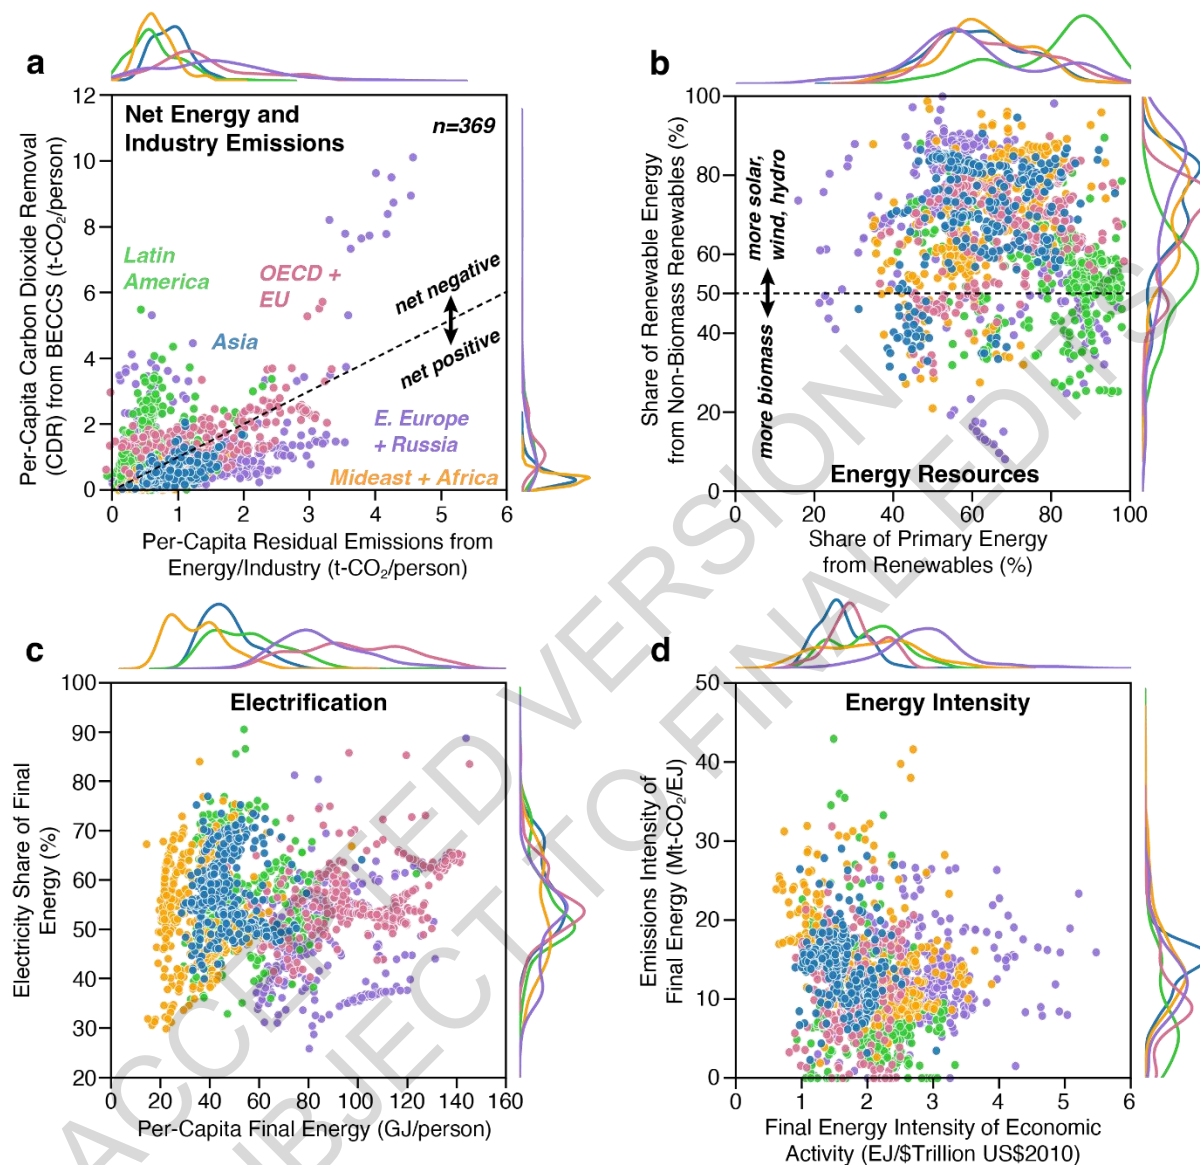 a
Net Energy and
Industry Emissions
n=369
Latin
America
OECD +
EU
Asia
E. Europe
+ Russia
Mideast + Africa
net negative
net positive
Per-Capita Carbon Dioxide Removal
(CDR) from BECCS (t-CO₂/person)
12
10
8
6
4
2
0
0 1 2 3 4 5 6
Per-Capita Residual Emissions from
Energy/Industry (t-CO₂/person)
b
Share of Renewable Energy
from Non-Biomass Renewables (%)
100
80
60
50
40
20
0
more solar,
wind, hydro
more biomass
Energy Resources
0 20 40 60 80 100
Share of Primary Energy
from Renewables (%)
c
Electrification
Electricity Share of Final
Energy (%)
100
90
80
70
60
50
40
30
20
0 20 40 60 80 100 120 140 160
Per-Capita Final Energy (GJ/person)
d
Energy Intensity
Emissions Intensity of
Final Energy (Mt-CO₂/EJ)
50
40
30
20
10
0
0 1 2 3 4 5 6
Final Energy Intensity of Economic
Activity (EJ/$Trillion US$2010)
ACCEPTED VERSION
SUBJECT TO FINAL EDITS